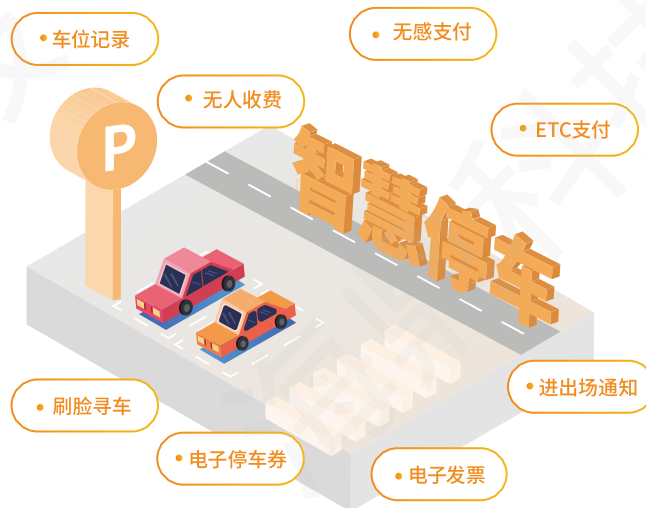 车位记录
无感支付
无人收费
P
ETC支付
智慧停车
进出场通知
刷脸寻车
电子停车券
电子发票